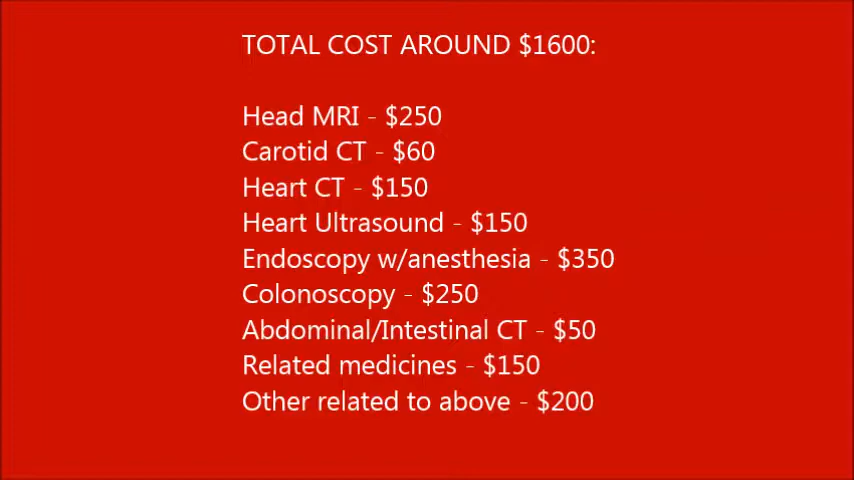 TOTAL COST AROUND $1600:
Head MRI - $250
Carotid CT - $60
Heart CT - $150
Heart Ultrasound - $150
Endoscopy w/anesthesia - $350
Colonoscopy - $250
Abdominal/Intestinal CT - $50
Related medicines - $150
Other related to above - $200